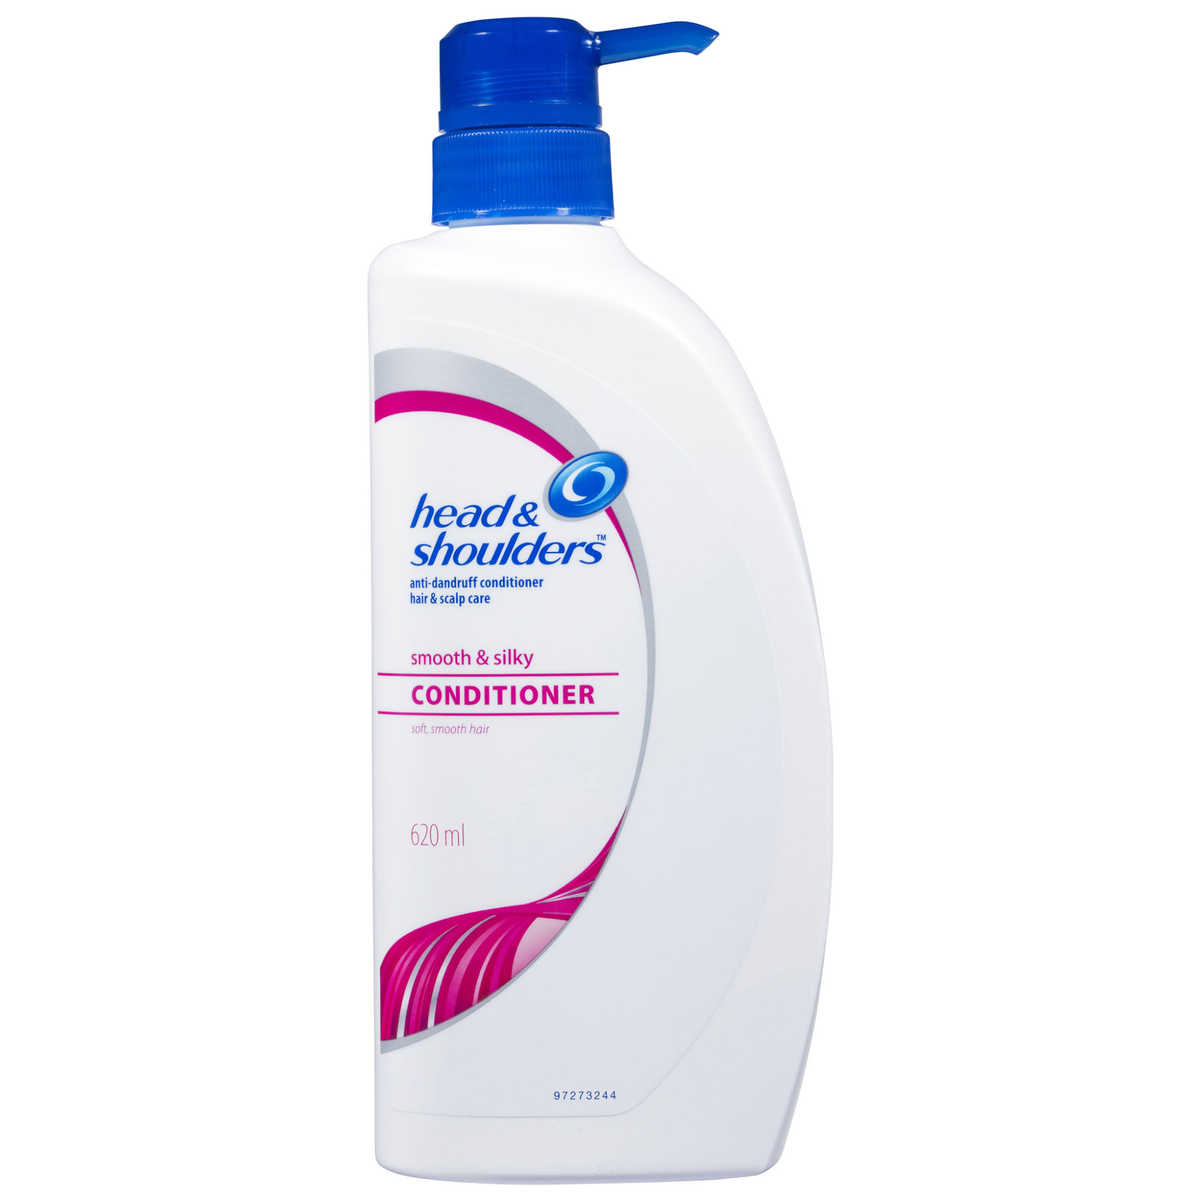 head &
shoulders™
anti-dandruff conditioner
hair & scalp care
smooth & silky
CONDITIONER
soft, smooth hair
620 ml
97273244